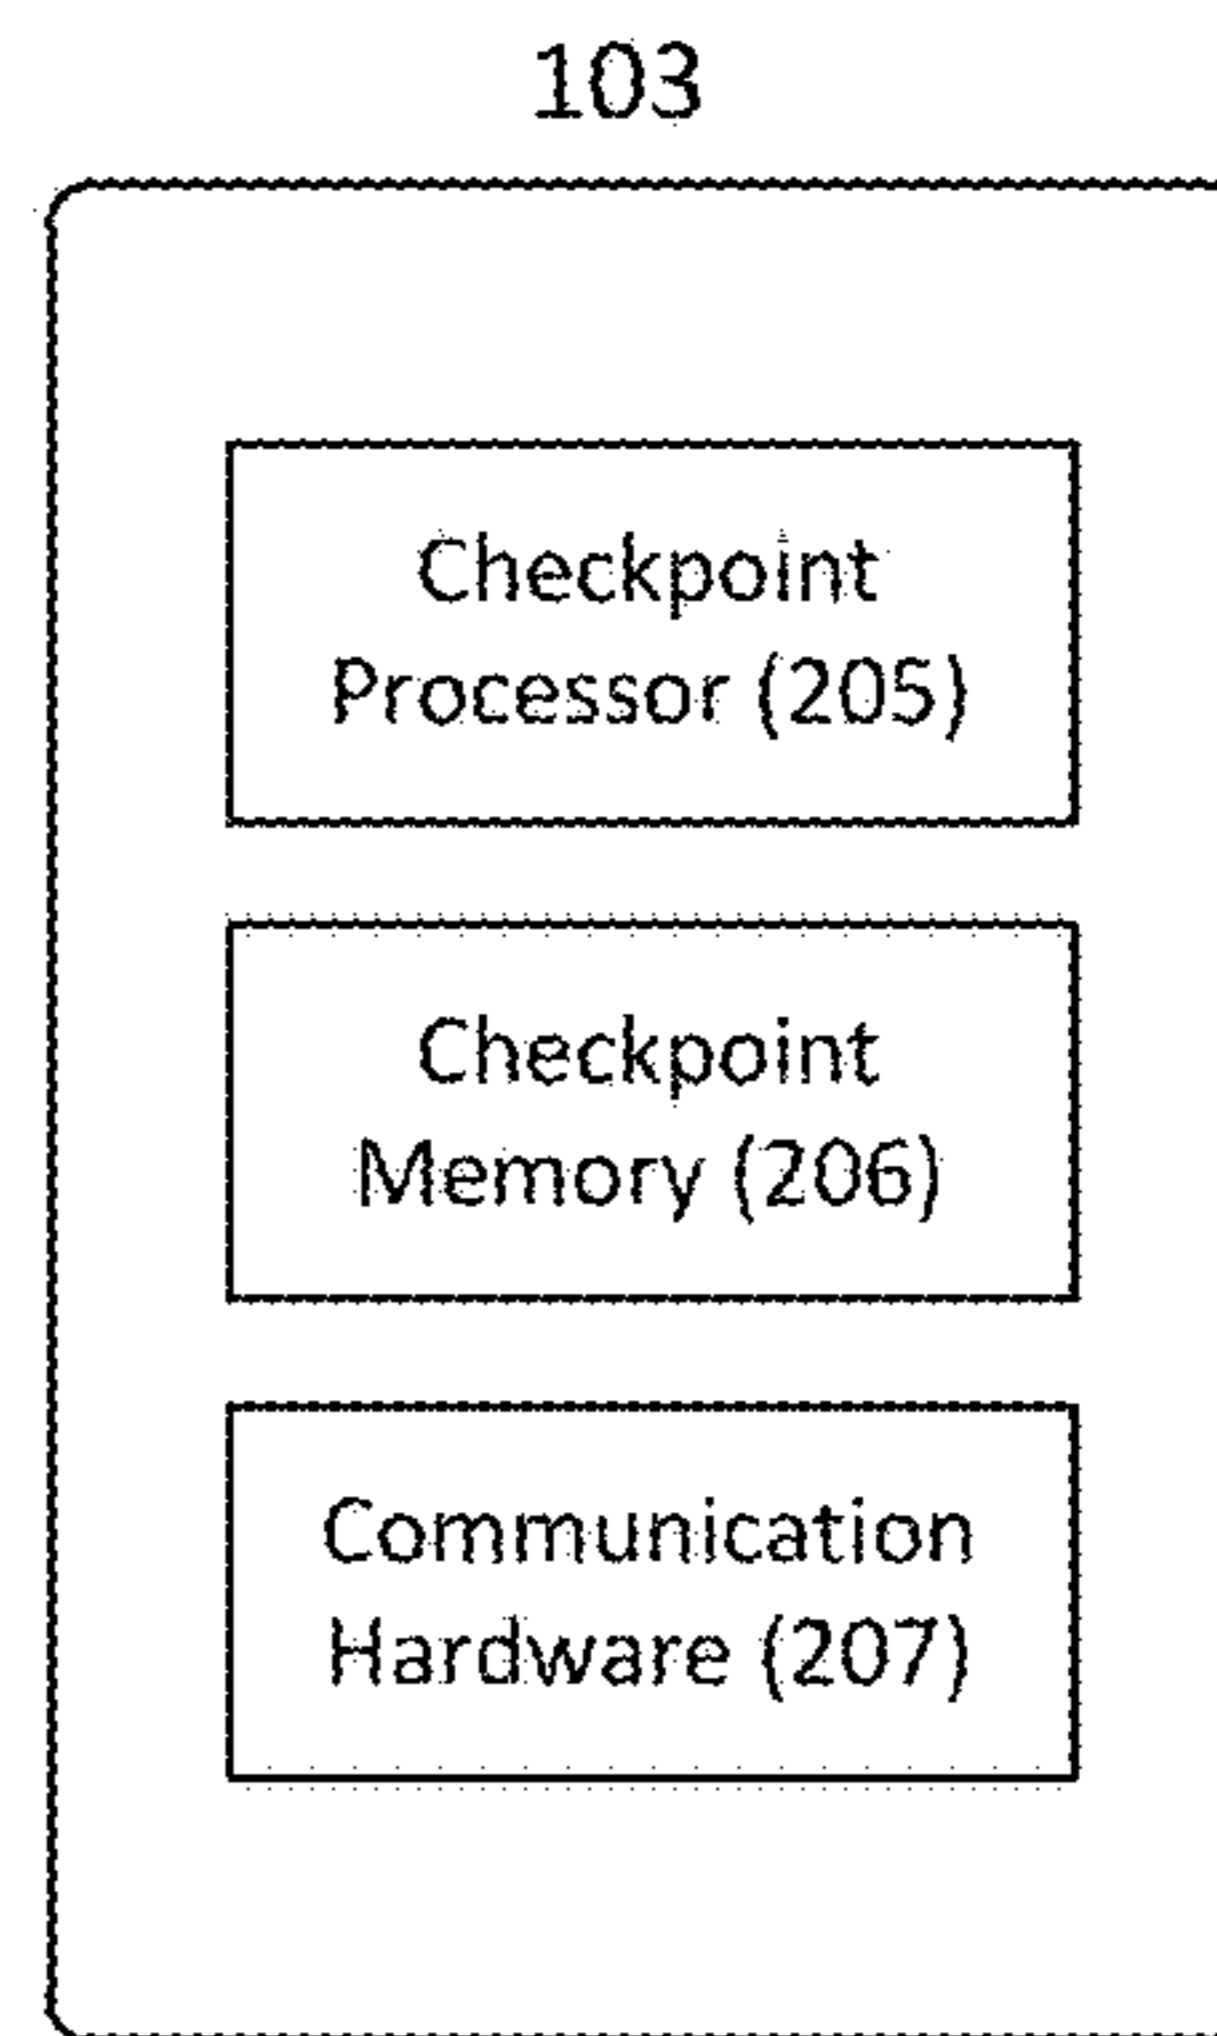 103
Checkpoint
Processor (205)
Checkpoint
Memory (206)
Communication
Hardware (207)